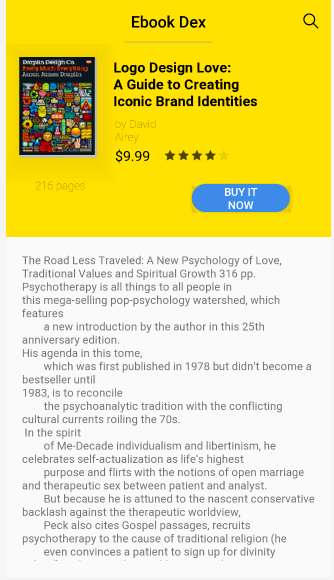 Ebook Dex
Draplin Design Co.
Pretty Much Everything
Aaron James Draplin
Logo Design Love:
A Guide to Creating
Iconic Brand Identities
by David
Airey
$9.99
216 pages
BUY IT
NOW
The Road Less Traveled: A New Psychology of Love,
Traditional Values and Spiritual Growth 316 pp.
Psychotherapy is all things to all people in
this mega-selling pop-psychology watershed, which
features
a new introduction by the author in this 25th
anniversary edition.
His agenda in this tome,
which was first published in 1978 but didn't become a
bestseller until
1983, is to reconcile
the psychoanalytic tradition with the conflicting
cultural currents roiling the 70s.
In the spirit
of Me-Decade individualism and libertinism, he
celebrates self-actualization as life's highest
purpose and flirts with the notions of open marriage
and therapeutic sex between patient and analyst.
But because he is attuned to the nascent conservative
backlash against the therapeutic worldview,
Peck also cites Gospel passages, recruits
psychotherapy to the cause of traditional religion (he
even convinces a patient to sign up for divinity